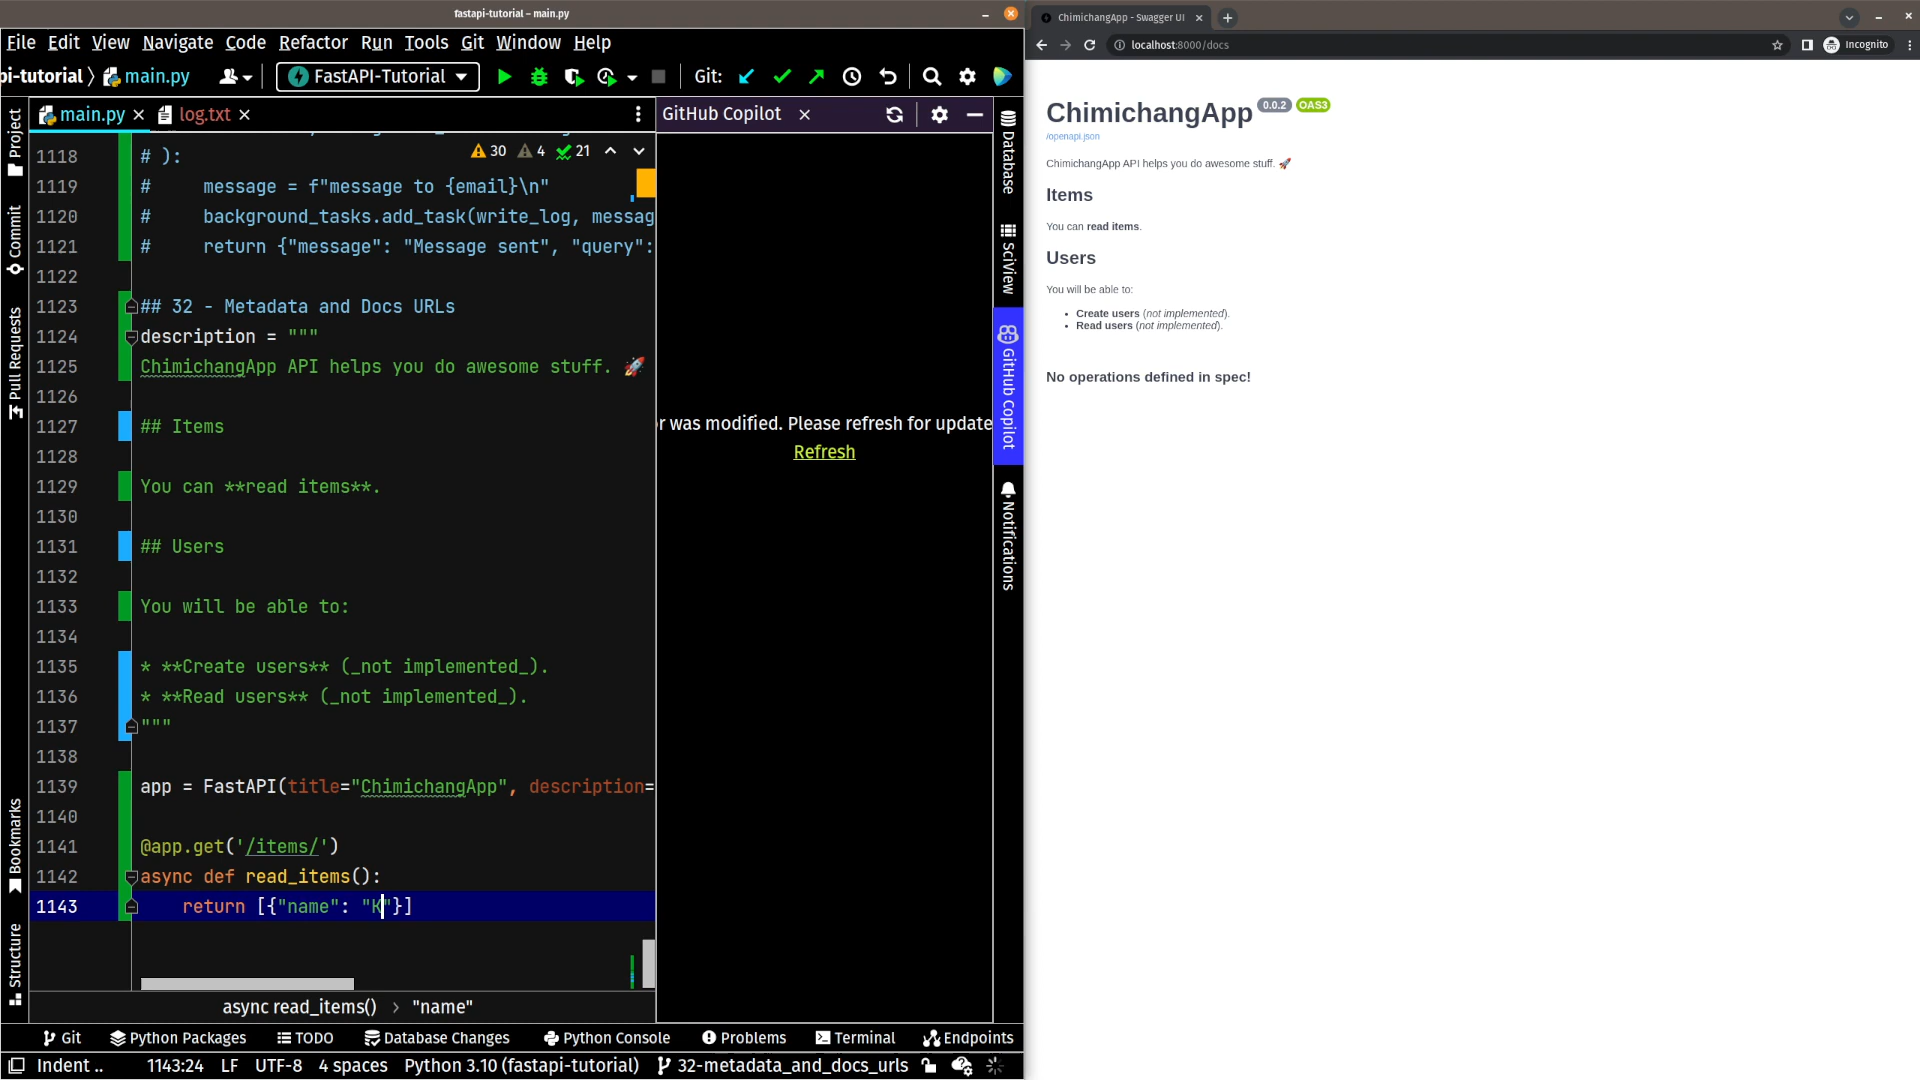 fastapi-tutorial – main.py
File Edit View Navigate Code Refactor Run Tools Git Window Help
pi-tutorial main.py FastAPI-Tutorial Git:
main.py log.txt
GitHub Copilot
Project
Commit
Pull Requests
Bookmarks
Structure
30 4 21
1118 # ):
1119 #     message = f"message to {email}\n"
1120 #     background_tasks.add_task(write_log, messag
1121 #     return {"message": "Message sent", "query":
1122
1123 ## 32 - Metadata and Docs URLs
1124 description = """
1125 ChimichangApp API helps you do awesome stuff. 🚀
1126
1127 ## Items
1128
1129 You can **read items**.
1130
1131 ## Users
1132
1133 You will be able to:
1134
1135 * **Create users** (_not implemented_).
1136 * **Read users** (_not implemented_).
1137 """
1138
1139 app = FastAPI(title="ChimichangApp", description=
1140
1141 @app.get('/items/')
1142 async def read_items():
1143     return [{"name": "K"}]
async read_items() › "name"
r was modified. Please refresh for update
Refresh
Database
SciView
GitHub Copilot
Notifications
Git Python Packages TODO Database Changes Python Console Problems Terminal Endpoints
Indent .. 1143:24 LF UTF-8 4 spaces Python 3.10 (fastapi-tutorial) 32-metadata_and_docs_urls
ChimichangApp - Swagger UI
localhost:8000/docs
Incognito
ChimichangApp 0.0.2 OAS3
/openapi.json
ChimichangApp API helps you do awesome stuff. 🚀
Items
You can read items.
Users
You will be able to:
• Create users (not implemented).
• Read users (not implemented).
No operations defined in spec!